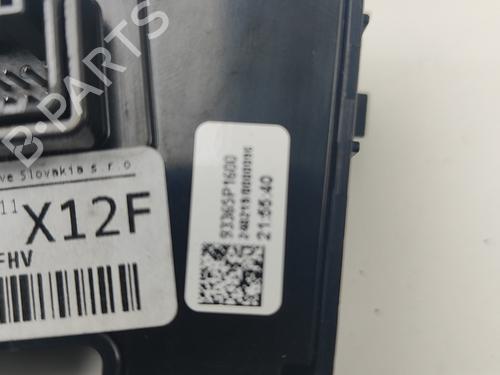 ve Slovakia s.r.o
11
X12F
FHV
93365P1600
21:55:40
B-PARTS